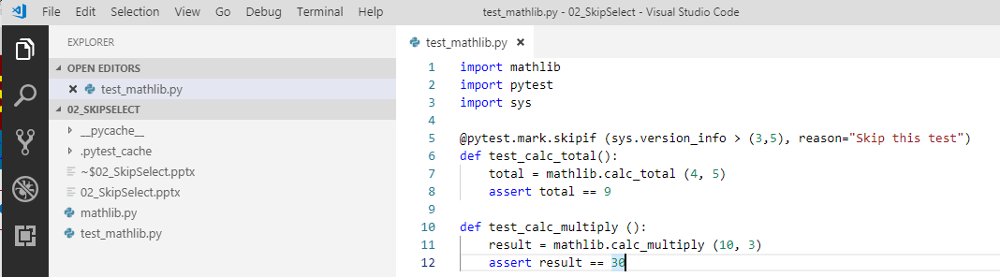 File Edit Selection View Go Debug Terminal Help test_mathlib.py - 02_SkipSelect - Visual Studio Code
EXPLORER
OPEN EDITORS
test_mathlib.py
02_SKIPSELECT
__pycache__
.pytest_cache
~$02_SkipSelect.pptx
02_SkipSelect.pptx
mathlib.py
test_mathlib.py
test_mathlib.py
1 import mathlib
2 import pytest
3 import sys
4
5 @pytest.mark.skipif (sys.version_info > (3,5), reason="Skip this test")
6 def test_calc_total():
7     total = mathlib.calc_total (4, 5)
8     assert total == 9
9
10 def test_calc_multiply ():
11     result = mathlib.calc_multiply (10, 3)
12     assert result == 30